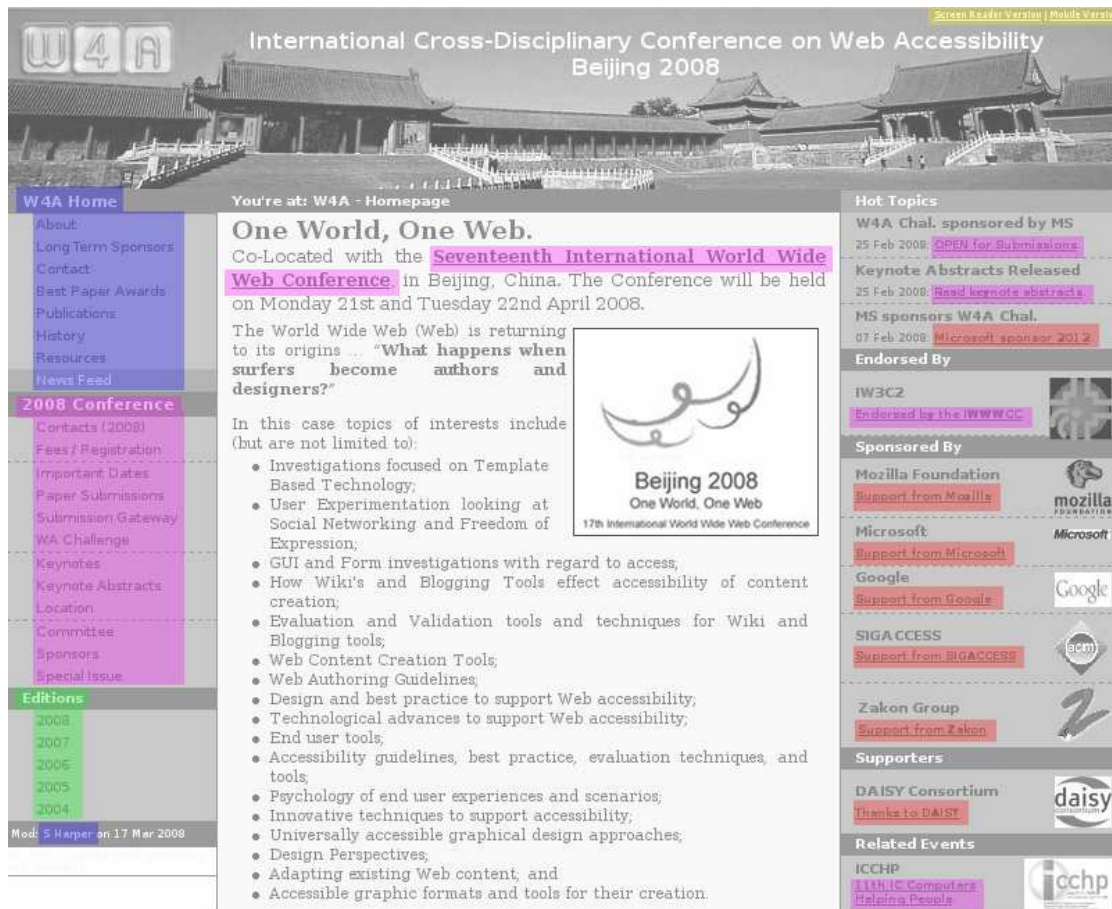 Screen Reader Version | Mobile Versio
W4A
International Cross-Disciplinary Conference on Web Accessibility
Beijing 2008
W4A Home
About
Long Term Sponsors
Contact
Best Paper Awards
Publications
History
Resources
News Feed
2008 Conference
Contacts (2008)
Fees / Registration
Important Dates
Paper Submissions
Submission Gateway
WA Challenge
Keynotes
Keynote Abstracts
Location
Committee
Sponsors
Special Issue
Editions
2008
2007
2006
2005
2004
Mod: S Harper on 17 Mar 2008
You're at: W4A - Homepage
One World, One Web.
Co-Located with the Seventeenth International World Wide
Web Conference, in Beijing, China. The Conference will be held
on Monday 21st and Tuesday 22nd April 2008.
The World Wide Web (Web) is returning
to its origins ... “What happens when
surfers become authors and
designers?”
In this case topics of interests include
(but are not limited to):
● Investigations focused on Template
Based Technology;
● User Experimentation looking at
Social Networking and Freedom of
Expression;
● GUI and Form investigations with regard to access;
● How Wiki's and Blogging Tools effect accessibility of content
creation;
● Evaluation and Validation tools and techniques for Wiki and
Blogging tools;
● Web Content Creation Tools;
● Web Authoring Guidelines;
● Design and best practice to support Web accessibility;
● Technological advances to support Web accessibility;
● End user tools;
● Accessibility guidelines, best practice, evaluation techniques, and
tools;
● Psychology of end user experiences and scenarios;
● Innovative techniques to support accessibility;
● Universally accessible graphical design approaches;
● Design Perspectives;
● Adapting existing Web content; and
● Accessible graphic formats and tools for their creation.
Beijing 2008
One World, One Web
17th International World Wide Web Conference
Hot Topics
W4A Chal. sponsored by MS
25 Feb 2008: OPEN for Submissions.
Keynote Abstracts Released
25 Feb 2008: Read keynote abstracts.
MS sponsors W4A Chal.
07 Feb 2008: Microsoft sponsor 2012
Endorsed By
IW3C2
Endorsed by the IWWWCC
Sponsored By
Mozilla Foundation
Support from Mozilla
mozilla
FOUNDATION
Microsoft
Support from Microsoft
Microsoft
Google
Support from Google
Google
SIGACCESS
Support from SIGACCESS
acm
Zakon Group
Support from Zakon
Supporters
DAISY Consortium
Thanks to DAISY
daisy
consortium
Related Events
ICCHP
11th IC Computers
Helping People
icchp